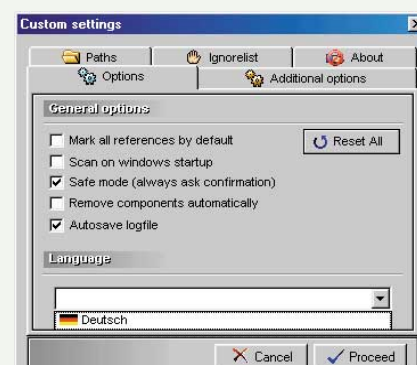 Custom settings
Paths
Ignorelist
About
Options
Additional options
General options
Mark all references by default
Reset All
Scan on windows startup
Safe mode (always ask confirmation)
Remove components automatically
Autosave logfile
Language
Deutsch
Cancel
Proceed